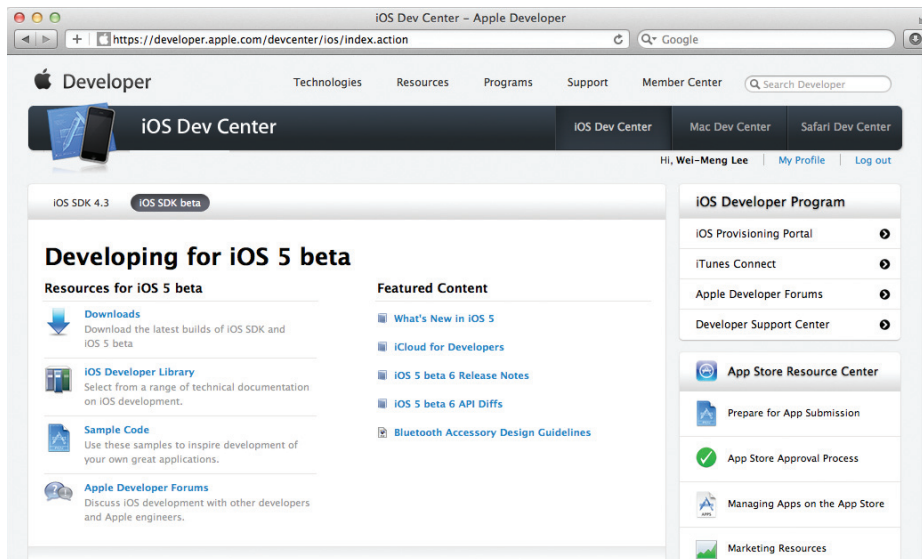 iOS Dev Center – Apple Developer
https://developer.apple.com/devcenter/ios/index.action
Google
Developer
Technologies
Resources
Programs
Support
Member Center
Search Developer
iOS Dev Center
iOS Dev Center
Mac Dev Center
Safari Dev Center
Hi, Wei-Meng Lee
My Profile
Log out
iOS SDK 4.3
iOS SDK beta
Developing for iOS 5 beta
Resources for iOS 5 beta
Downloads
Download the latest builds of iOS SDK and
iOS 5 beta
iOS Developer Library
Select from a range of technical documentation
on iOS development.
Sample Code
Use these samples to inspire development of
your own great applications.
Apple Developer Forums
Discuss iOS development with other developers
and Apple engineers.
Featured Content
What's New in iOS 5
iCloud for Developers
iOS 5 beta 6 Release Notes
iOS 5 beta 6 API Diffs
Bluetooth Accessory Design Guidelines
iOS Developer Program
iOS Provisioning Portal
iTunes Connect
Apple Developer Forums
Developer Support Center
App Store Resource Center
Prepare for App Submission
App Store Approval Process
Managing Apps on the App Store
Marketing Resources